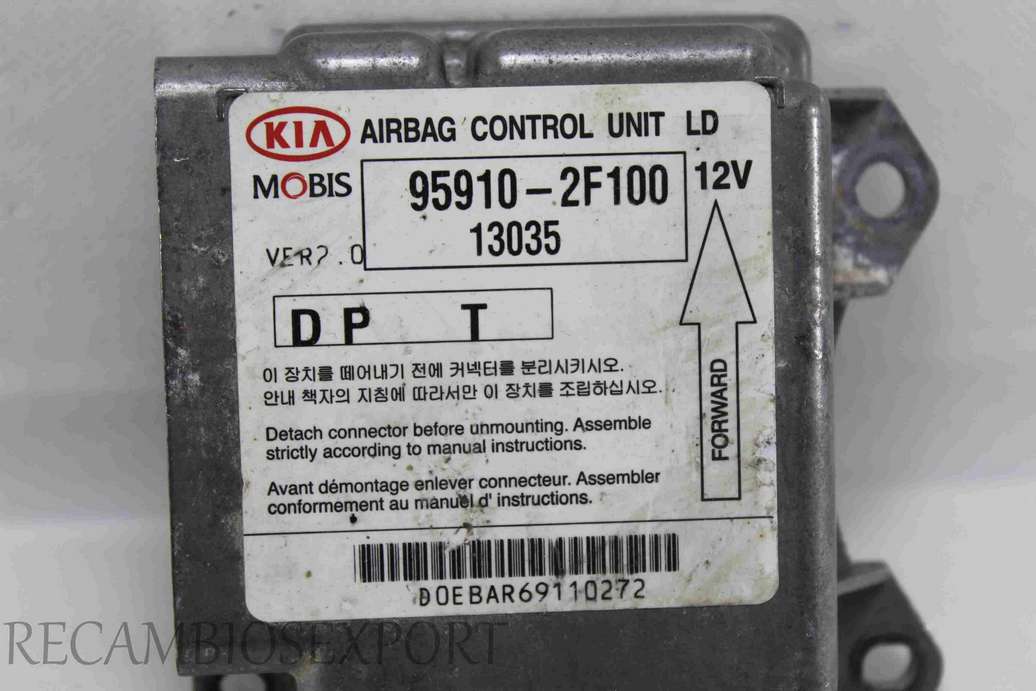 KIA AIRBAG CONTROL UNIT LD
MOBIS 95910-2F100 12V
13035
VER2.0
D P T
이 장치를 떼어내기 전에 커넥터를 분리시키시오.
안내 책자의 지침에 따라서만 이 장치를 조립하십시오.
FORWARD
Detach connector before unmounting. Assemble
strictly according to manual instructions.
Avant démontage enlever connecteur. Assembler
conformement au manuel d' instructions.
D0EBAR69110272
RECAMBIOSEXPORT